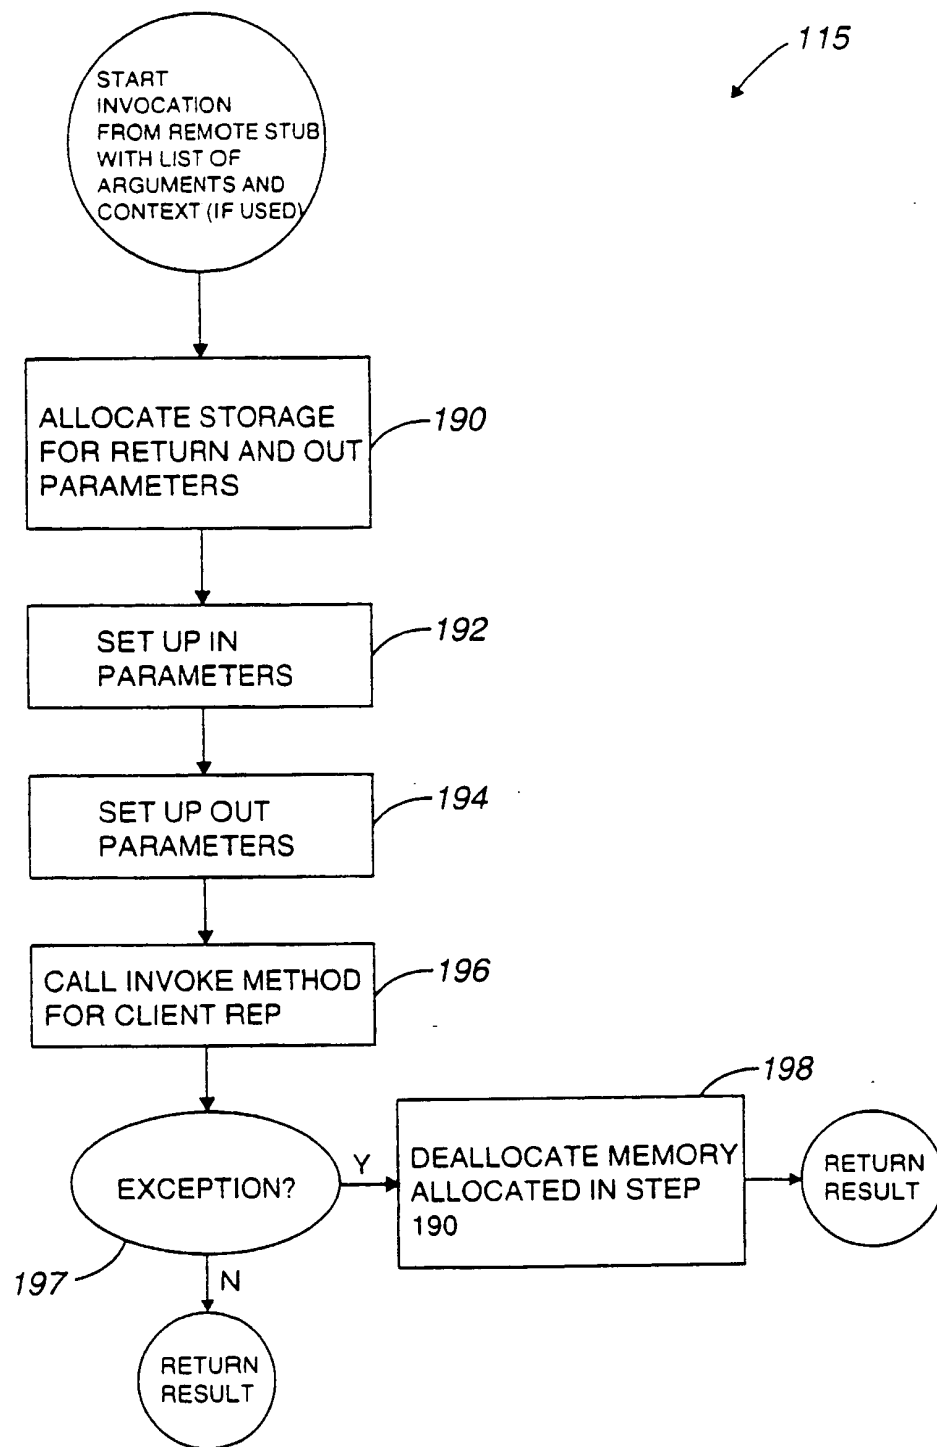 115
START
INVOCATION
FROM REMOTE STUB
WITH LIST OF
ARGUMENTS AND
CONTEXT (IF USED)
ALLOCATE STORAGE
FOR RETURN AND OUT
PARAMETERS
190
SET UP IN
PARAMETERS
192
SET UP OUT
PARAMETERS
194
CALL INVOKE METHOD
FOR CLIENT REP
196
EXCEPTION?
197
Y
198
DEALLOCATE MEMORY
ALLOCATED IN STEP
190
RETURN
RESULT
N
RETURN
RESULT